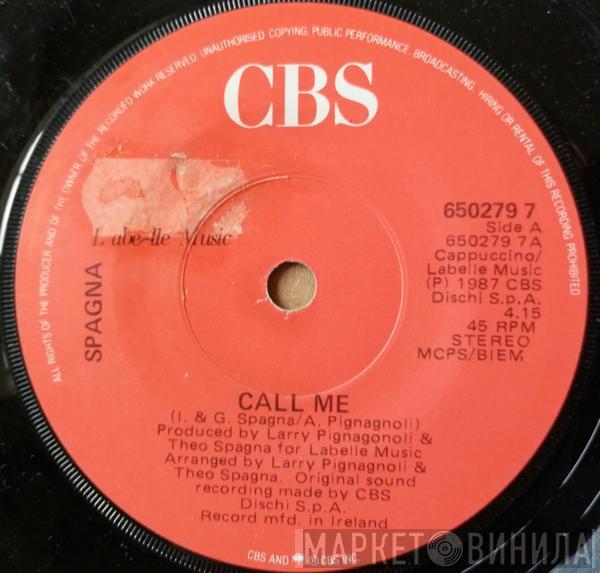 ALL RIGHTS OF THE PRODUCER AND OF THE OWNER OF THE RECORDED WORK RESERVED. UNAUTHORISED COPYING, PUBLIC PERFORMANCE, BROADCASTING, HIRING OR RENTAL OF THIS RECORDING PROHIBITED
CBS
Labelle Music
SPAGNA
650279 7
Side A
650279 7A
Cappuccino/
Labelle Music
(P) 1987 CBS
Dischi S.p.A.
4.15
45 RPM
STEREO
MCPS/BIEM
CALL ME
(I. & G. Spagna/A. Pignagnoli)
Produced by Larry Pignagonoli &
Theo Spagna for Labelle Music
Arranged by Larry Pignagnoli &
Theo Spagna. Original sound
recording made by CBS
Dischi S.p.A.
Record mfd. in Ireland
CBS AND CBS INC.
МАРКЕТ ВИНИЛА